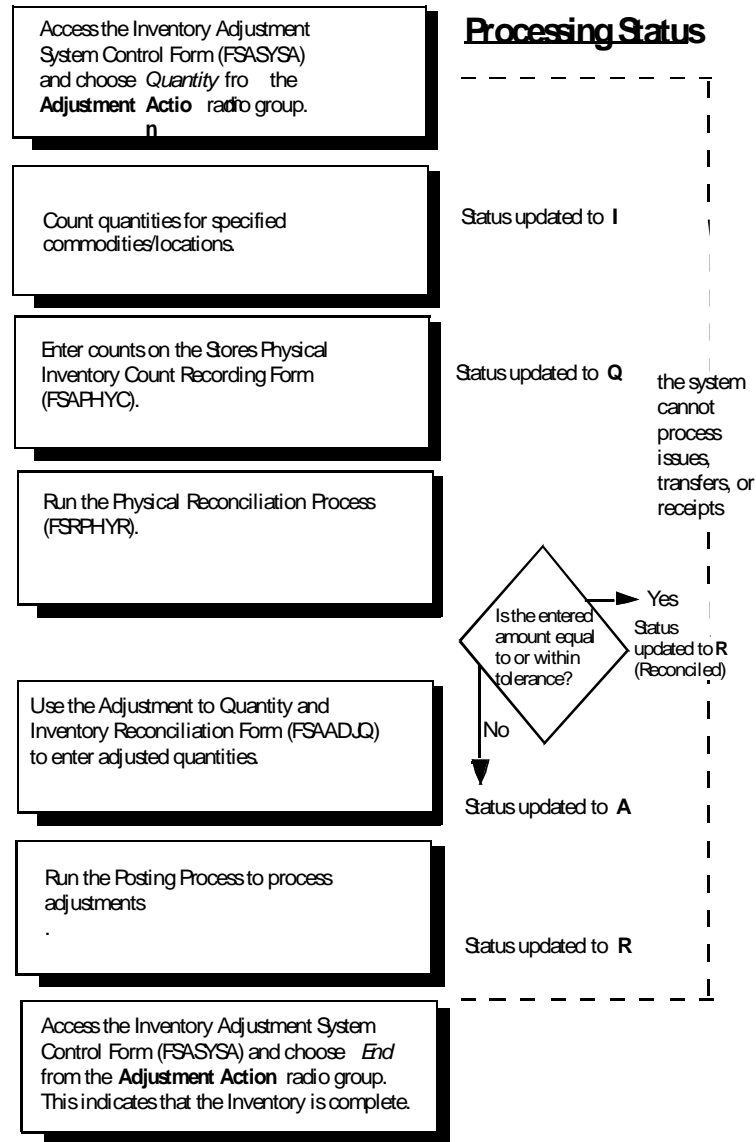 Access the Inventory Adjustment
System Control Form (FSASYSA)
and choose Quantity fro the
Adjustment Actio radio group.
n
Processing Status
Count quantities for specified
commodities/locations.
Status updated to I
Enter counts on the Stores Physical
Inventory Count Recording Form
(FSAPHYC).
Status updated to Q
the system
cannot
process
issues,
transfers, or
receipts
Run the Physical Reconciliation Process
(FSRPHYR).
Is the entered
amount equal
to or within
tolerance?
Yes
Status
updated to R
(Reconciled)
No
Use the Adjustment to Quantity and
Inventory Reconciliation Form (FSAADJQ)
to enter adjusted quantities.
Status updated to A
Run the Posting Process to process
adjustments
.
Status updated to R
Access the Inventory Adjustment System
Control Form (FSASYSA) and choose End
from the Adjustment Action radio group.
This indicates that the Inventory is complete.